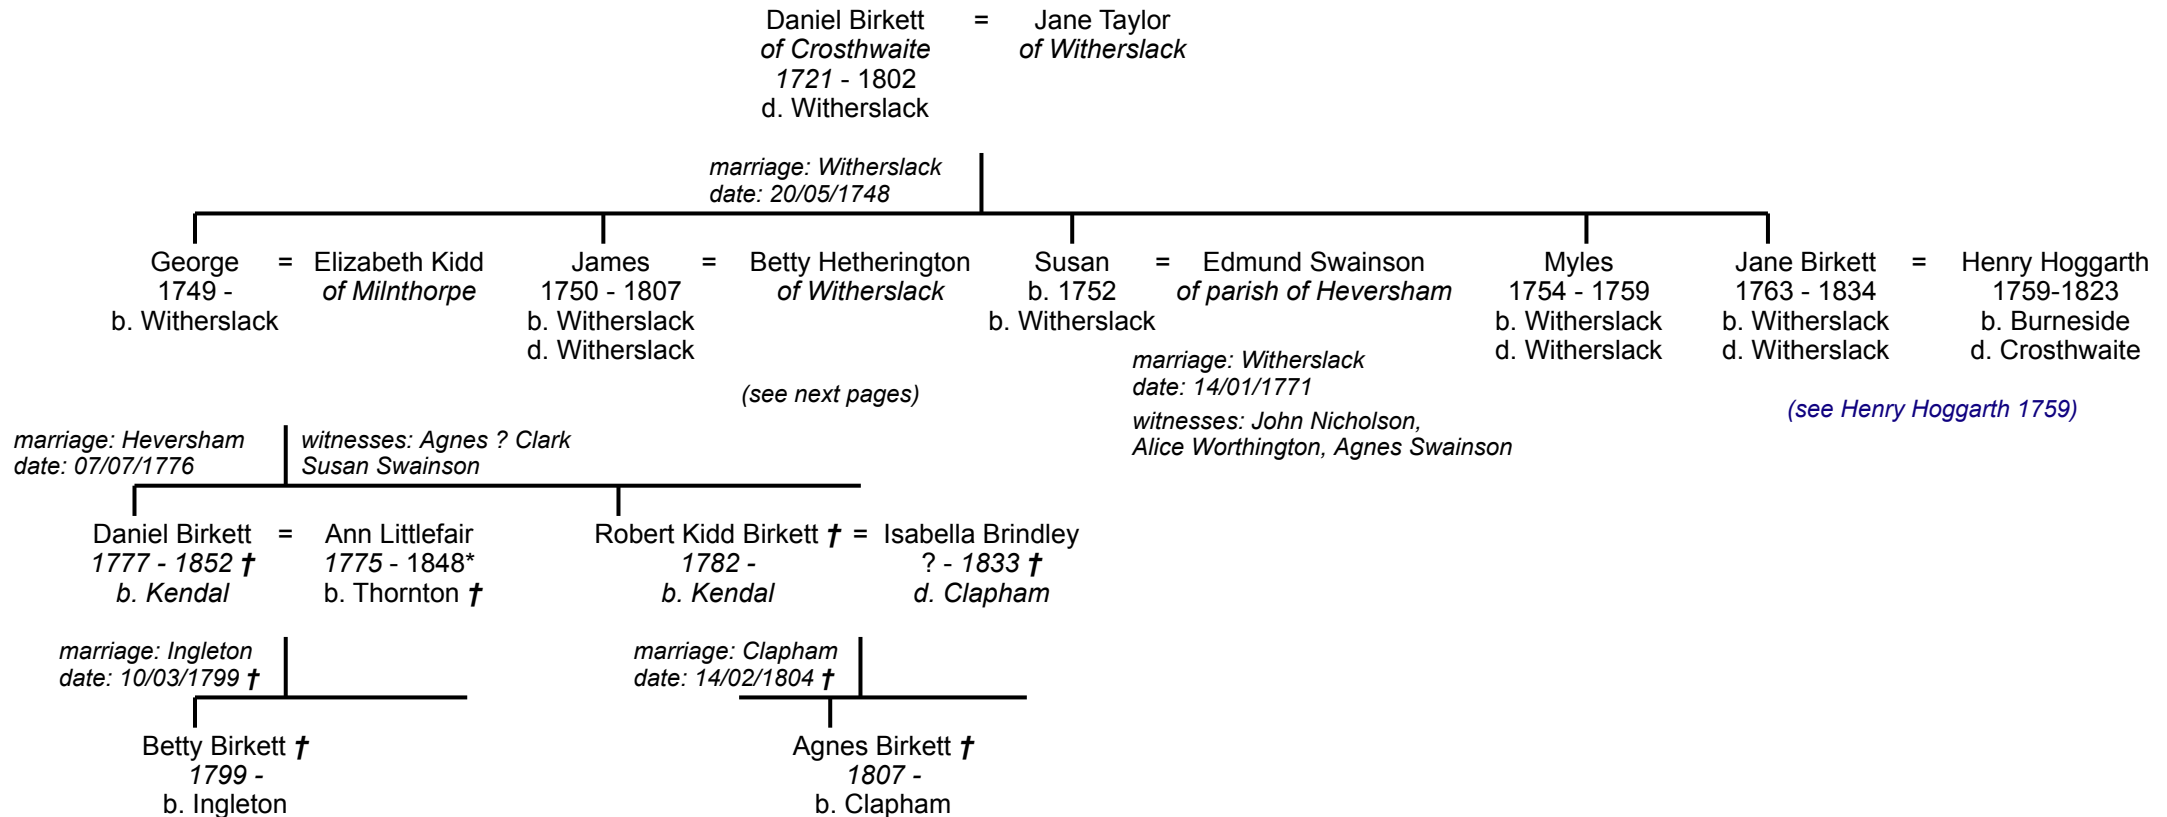 Daniel Birkett = Jane Taylor
of Crosthwaite of Witherslack
1721 - 1802
d. Witherslack
marriage: Witherslack
date: 20/05/1748
George = Elizabeth Kidd
1749 - of Milnthorpe
b. Witherslack
James = Betty Hetherington
1750 - 1807 of Witherslack
b. Witherslack
d. Witherslack
(see next pages)
Susan = Edmund Swainson
b. 1752 of parish of Heversham
b. Witherslack
marriage: Witherslack
date: 14/01/1771
witnesses: John Nicholson,
Alice Worthington, Agnes Swainson
Myles
1754 - 1759
b. Witherslack
d. Witherslack
Jane Birkett = Henry Hoggarth
1763 - 1834 1759-1823
b. Witherslack b. Burneside
d. Witherslack d. Crosthwaite
(see Henry Hoggarth 1759)
marriage: Heversham witnesses: Agnes ? Clark
date: 07/07/1776 Susan Swainson
Daniel Birkett = Ann Littlefair
1777 - 1852 † 1775 - 1848*
b. Kendal b. Thornton †
Robert Kidd Birkett † = Isabella Brindley
1782 - ? - 1833 †
b. Kendal d. Clapham
marriage: Ingleton
date: 10/03/1799 †
marriage: Clapham
date: 14/02/1804 †
Betty Birkett †
1799 -
b. Ingleton
Agnes Birkett †
1807 -
b. Clapham